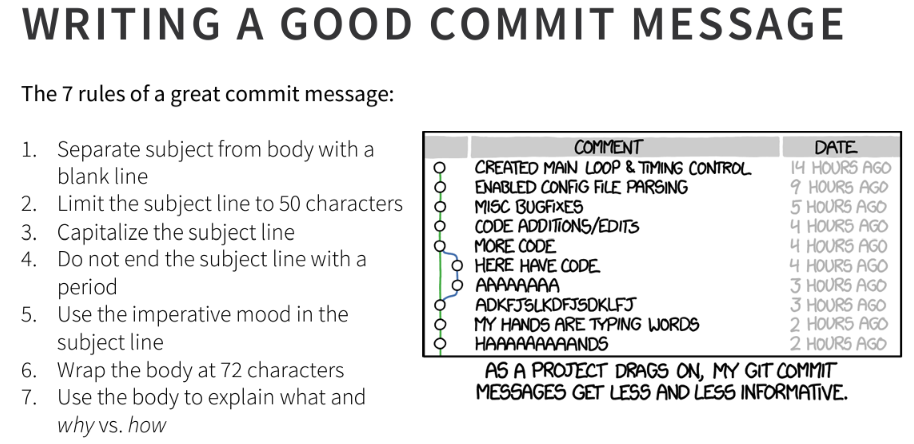 WRITING A GOOD COMMIT MESSAGE
The 7 rules of a great commit message:
1. Separate subject from body with a
blank line
2. Limit the subject line to 50 characters
3. Capitalize the subject line
4. Do not end the subject line with a
period
5. Use the imperative mood in the
subject line
6. Wrap the body at 72 characters
7. Use the body to explain what and
why vs. how
COMMENT DATE
CREATED MAIN LOOP & TIMING CONTROL 14 HOURS AGO
ENABLED CONFIG FILE PARSING 9 HOURS AGO
MISC BUGFIXES 5 HOURS AGO
CODE ADDITIONS/EDITS 4 HOURS AGO
MORE CODE 4 HOURS AGO
HERE HAVE CODE 4 HOURS AGO
AAAAAAAA 3 HOURS AGO
ADKFJSLKDFJSDKLFJ 3 HOURS AGO
MY HANDS ARE TYPING WORDS 2 HOURS AGO
HAAAAAAAAANDS 2 HOURS AGO
AS A PROJECT DRAGS ON, MY GIT COMMIT
MESSAGES GET LESS AND LESS INFORMATIVE.